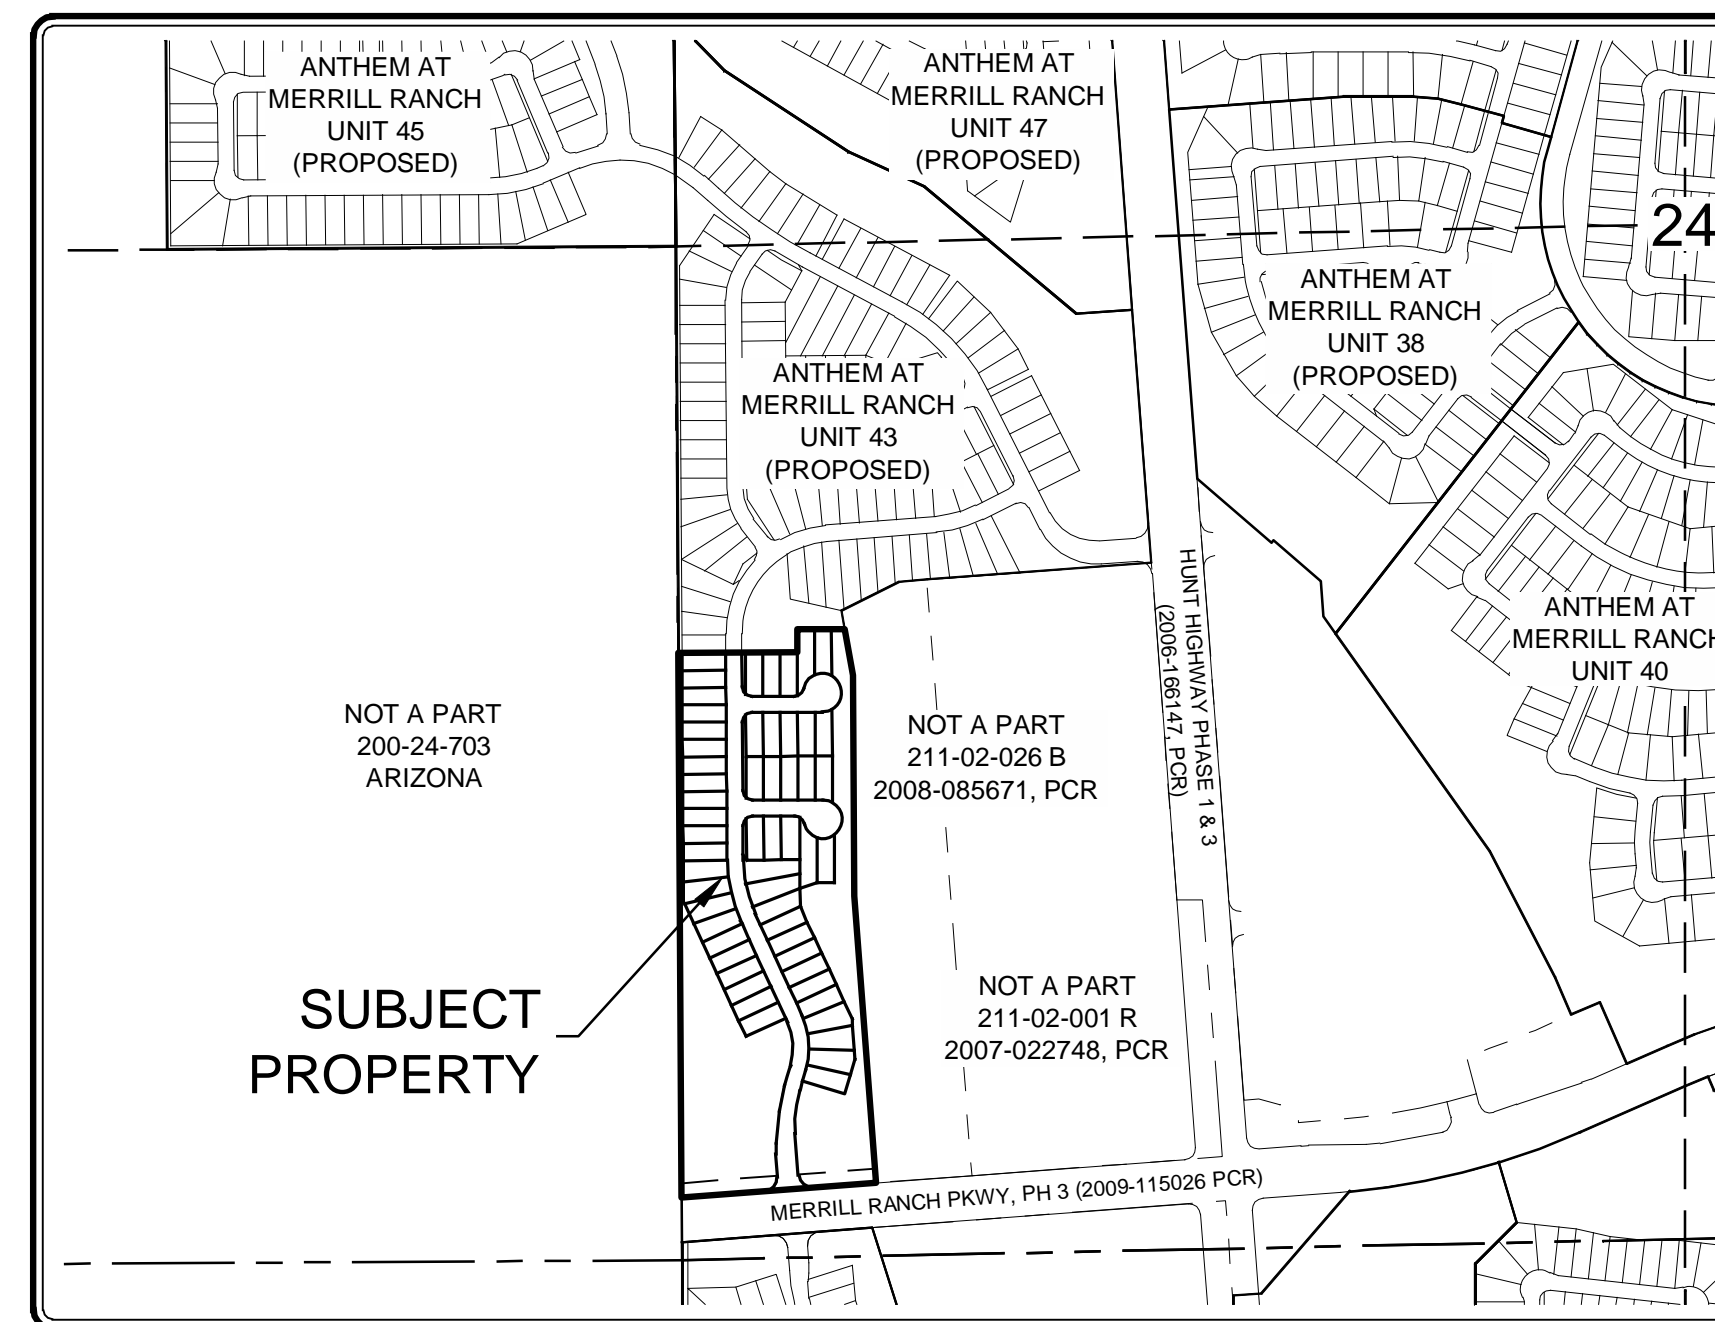 ANTHEM AT
MERRILL RANCH
UNIT 45
(PROPOSED)
ANTHEM AT
MERRILL RANCH
UNIT 47
(PROPOSED)
24
ANTHEM AT
MERRILL RANCH
UNIT 38
(PROPOSED)
ANTHEM AT
MERRILL RANCH
UNIT 43
(PROPOSED)
HUNT HIGHWAY PHASE 1 & 3
(2006-166147, PCR)
ANTHEM AT
MERRILL RANCH
UNIT 40
NOT A PART
200-24-703
ARIZONA
NOT A PART
211-02-026 B
2008-085671, PCR
SUBJECT
PROPERTY
NOT A PART
211-02-001 R
2007-022748, PCR
MERRILL RANCH PKWY, PH 3 (2009-115026 PCR)